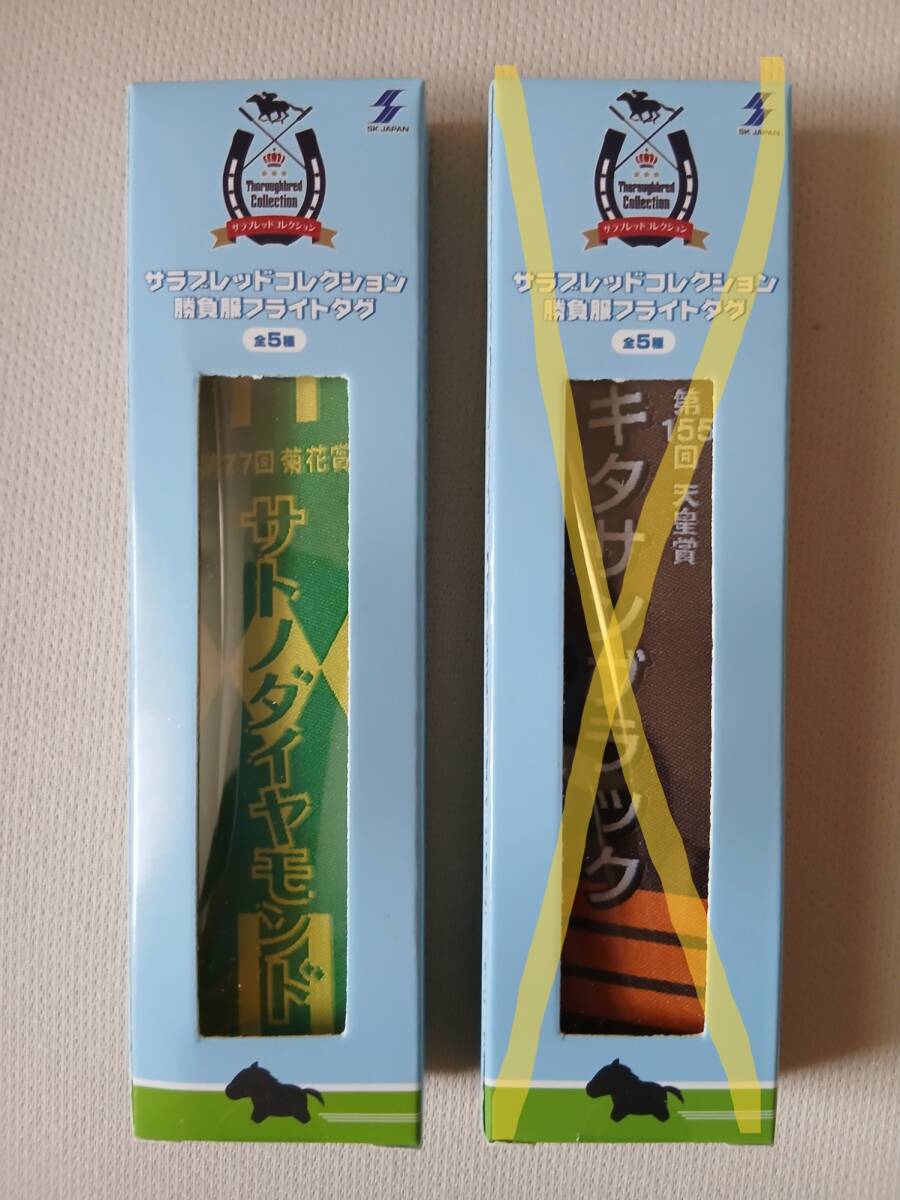 SK JAPAN
Thoroughbred
Collection
サラブレッドコレクション
サラブレッドコレクション
勝負服フライトタグ
全5種
77回 菊花賞
サトノダイヤモンド
SK JAPAN
Thoroughbred
Collection
サラブレッドコレクション
サラブレッドコレクション
勝負服フライトタグ
全5種
第155回 天皇賞
キタサンブラック